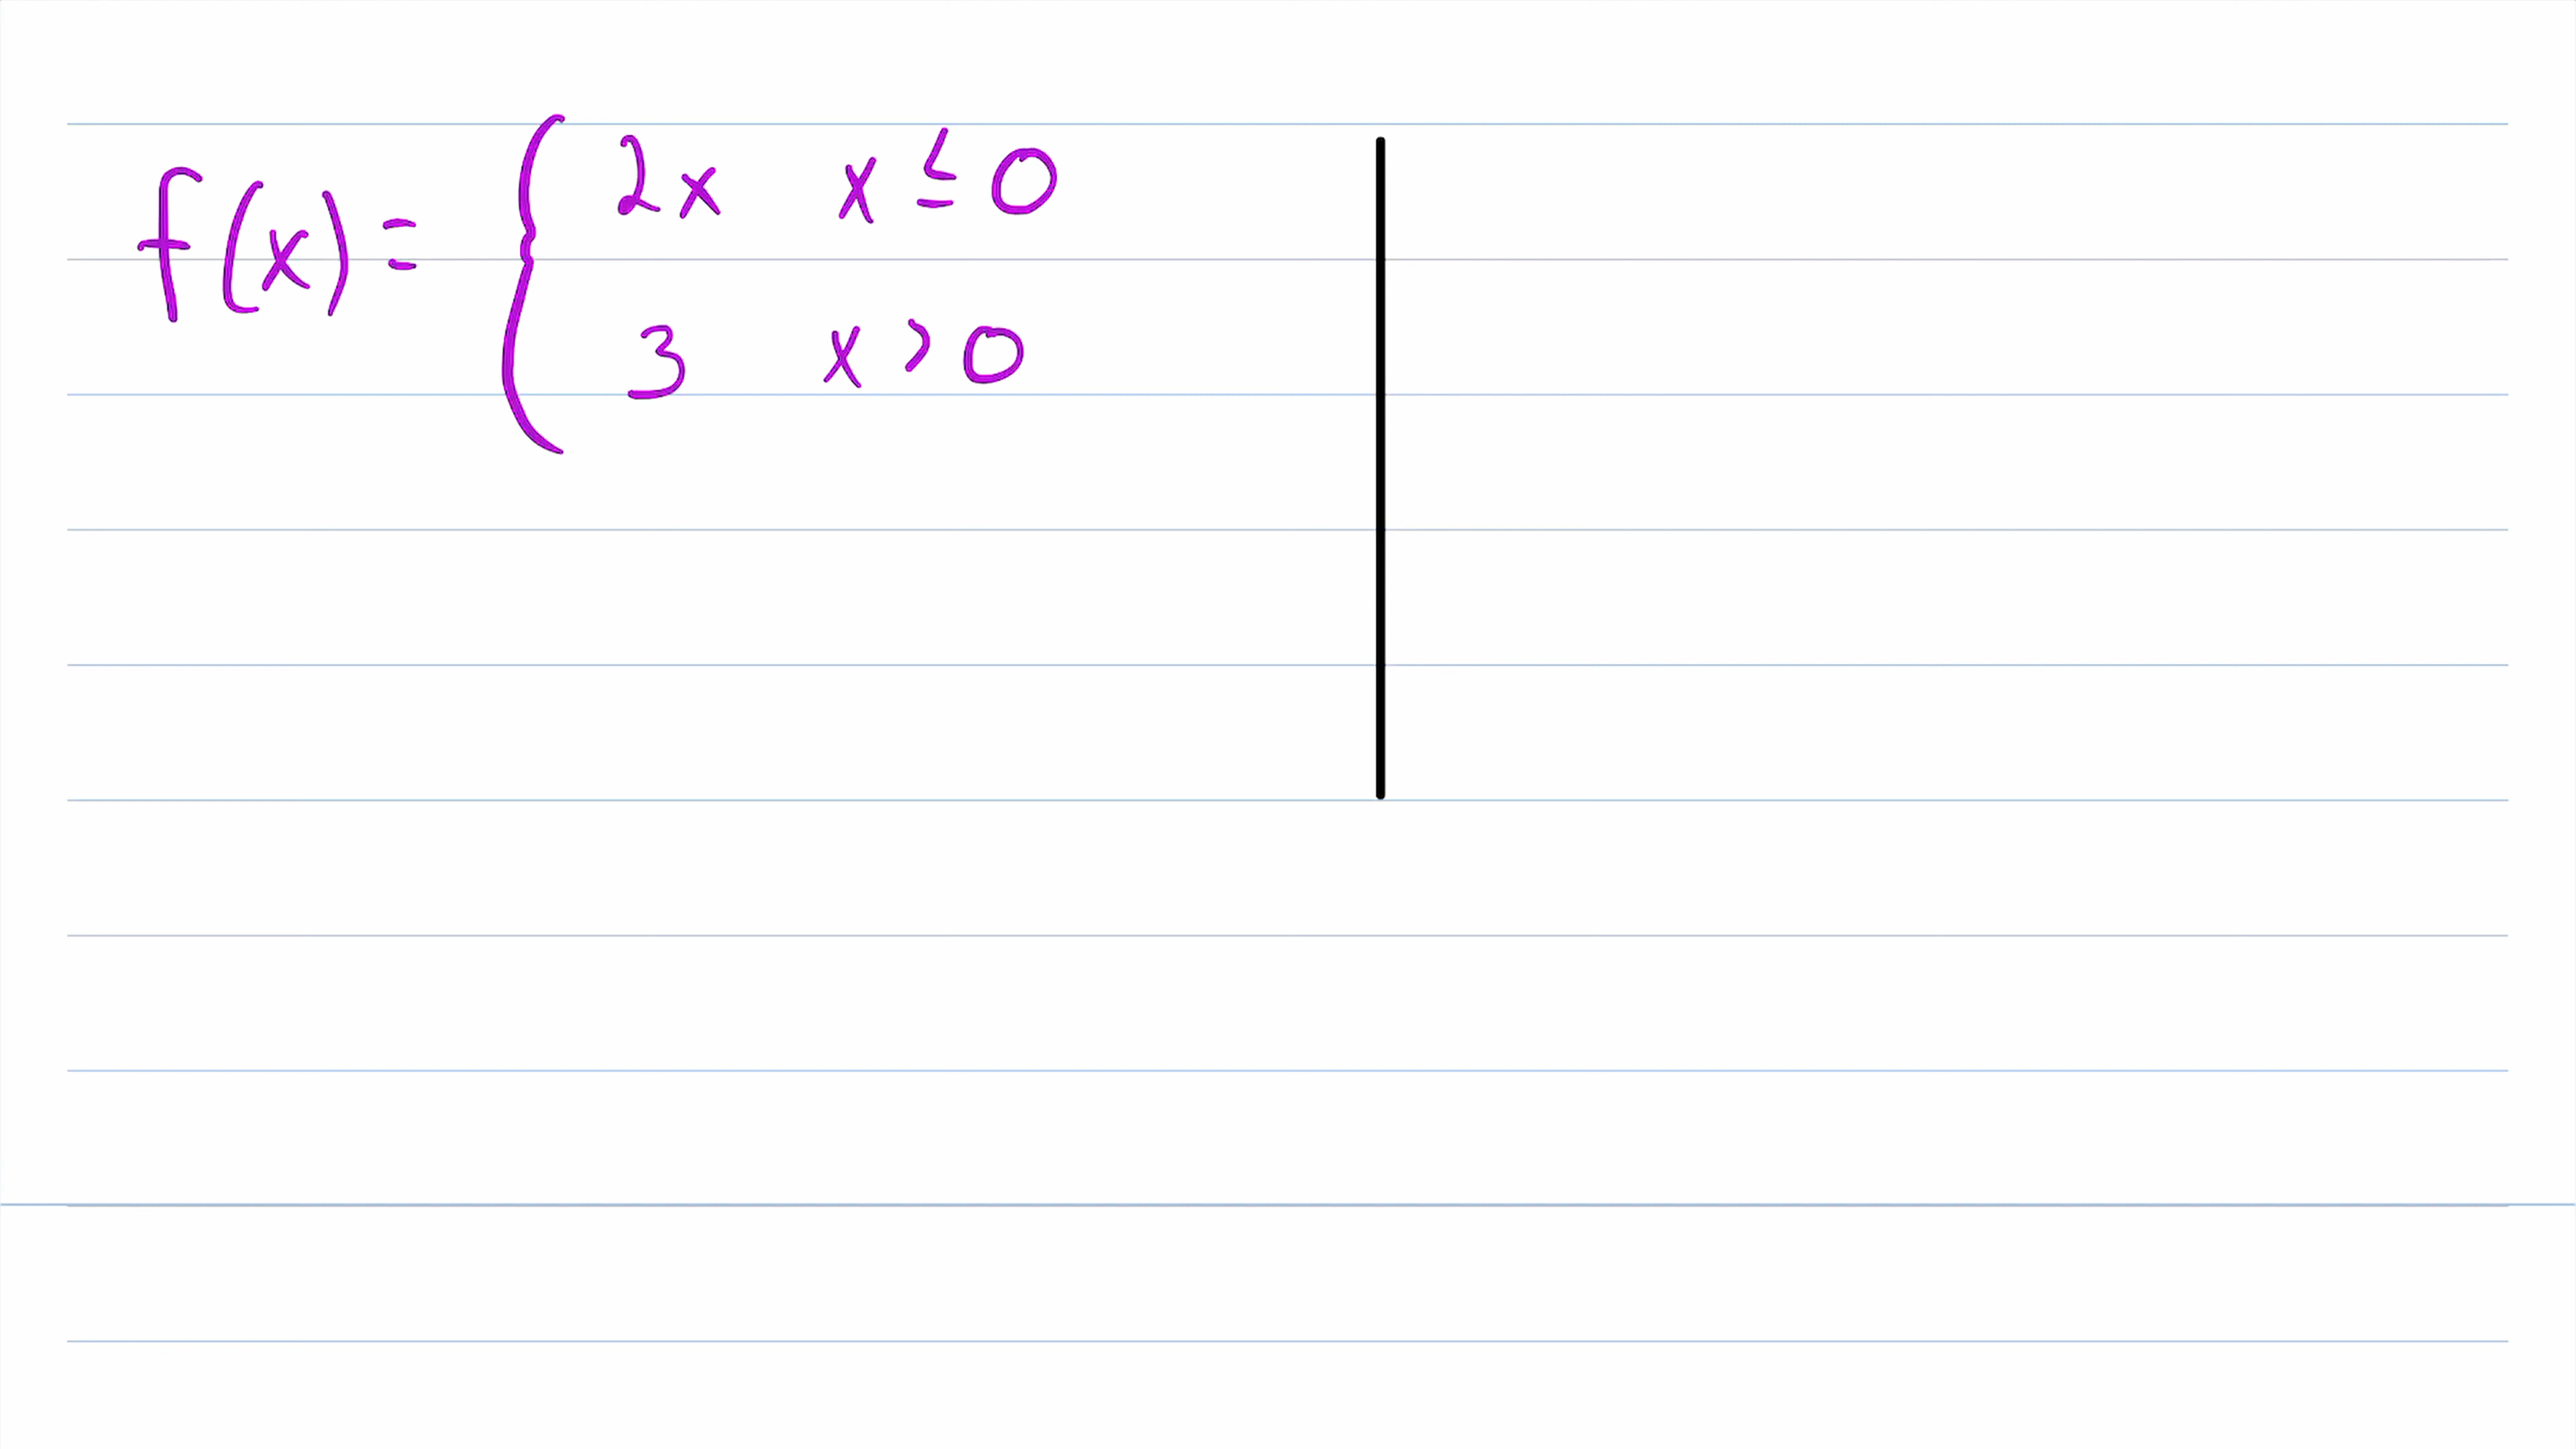 f(x) = { 2x x ≤ 0
3 x > 0